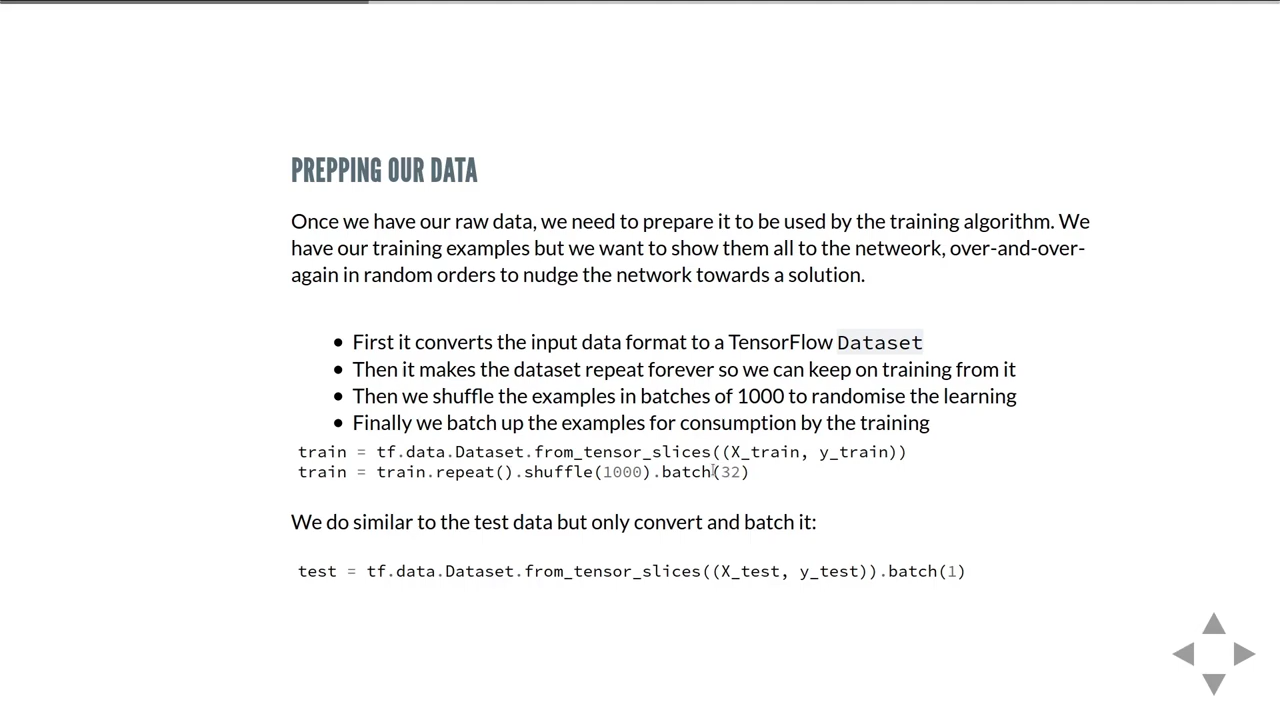 PREPPING OUR DATA
Once we have our raw data, we need to prepare it to be used by the training algorithm. We
have our training examples but we want to show them all to the netweork, over-and-over-
again in random orders to nudge the network towards a solution.
• First it converts the input data format to a TensorFlow Dataset
• Then it makes the dataset repeat forever so we can keep on training from it
• Then we shuffle the examples in batches of 1000 to randomise the learning
• Finally we batch up the examples for consumption by the training
train = tf.data.Dataset.from_tensor_slices((X_train, y_train))
train = train.repeat().shuffle(1000).batch(32)
We do similar to the test data but only convert and batch it:
test = tf.data.Dataset.from_tensor_slices((X_test, y_test)).batch(1)